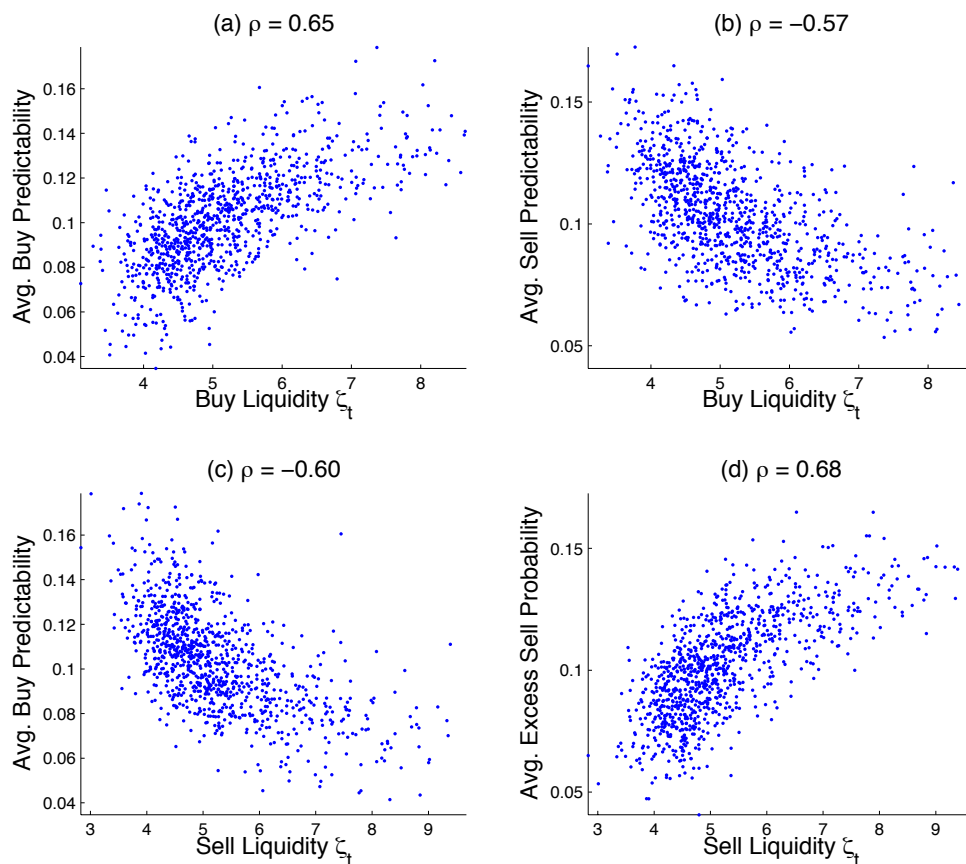 (a) ρ = 0.65
Avg. Buy Predictability
0.16
0.14
0.12
0.1
0.08
0.06
0.04
4 5 6 7 8
Buy Liquidity ζt
(b) ρ = −0.57
Avg. Sell Predictability
0.15
0.1
0.05
4 5 6 7 8
Buy Liquidity ζt
(c) ρ = −0.60
Avg. Buy Predictability
0.16
0.14
0.12
0.1
0.08
0.06
0.04
3 4 5 6 7 8 9
Sell Liquidity ζt
(d) ρ = 0.68
Avg. Excess Sell Probability
0.15
0.1
0.05
3 4 5 6 7 8 9
Sell Liquidity ζt